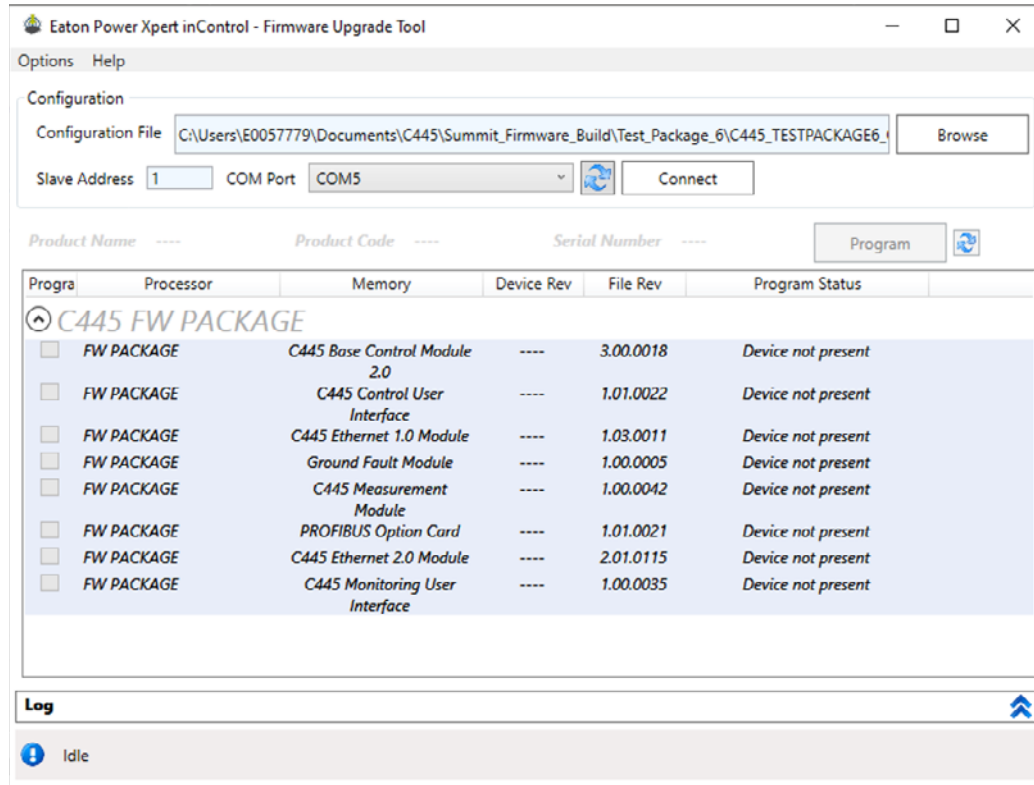 Eaton Power Xpert inControl - Firmware Upgrade Tool
Options Help
Configuration
Configuration File C:\Users\E0057779\Documents\C445\Summit_Firmware_Build\Test_Package_6\C445_TESTPACKAGE6_ Browse
Slave Address 1 COM Port COM5 Connect
Product Name ---- Product Code ---- Serial Number ---- Program
Progra Processor Memory Device Rev File Rev Program Status
C445 FW PACKAGE
FW PACKAGE C445 Base Control Module ---- 3.00.0018 Device not present
2.0
FW PACKAGE C445 Control User ---- 1.01.0022 Device not present
Interface
FW PACKAGE C445 Ethernet 1.0 Module ---- 1.03.0011 Device not present
FW PACKAGE Ground Fault Module ---- 1.00.0005 Device not present
FW PACKAGE C445 Measurement ---- 1.00.0042 Device not present
Module
FW PACKAGE PROFIBUS Option Card ---- 1.01.0021 Device not present
FW PACKAGE C445 Ethernet 2.0 Module ---- 2.01.0115 Device not present
FW PACKAGE C445 Monitoring User ---- 1.00.0035 Device not present
Interface
Log
Idle